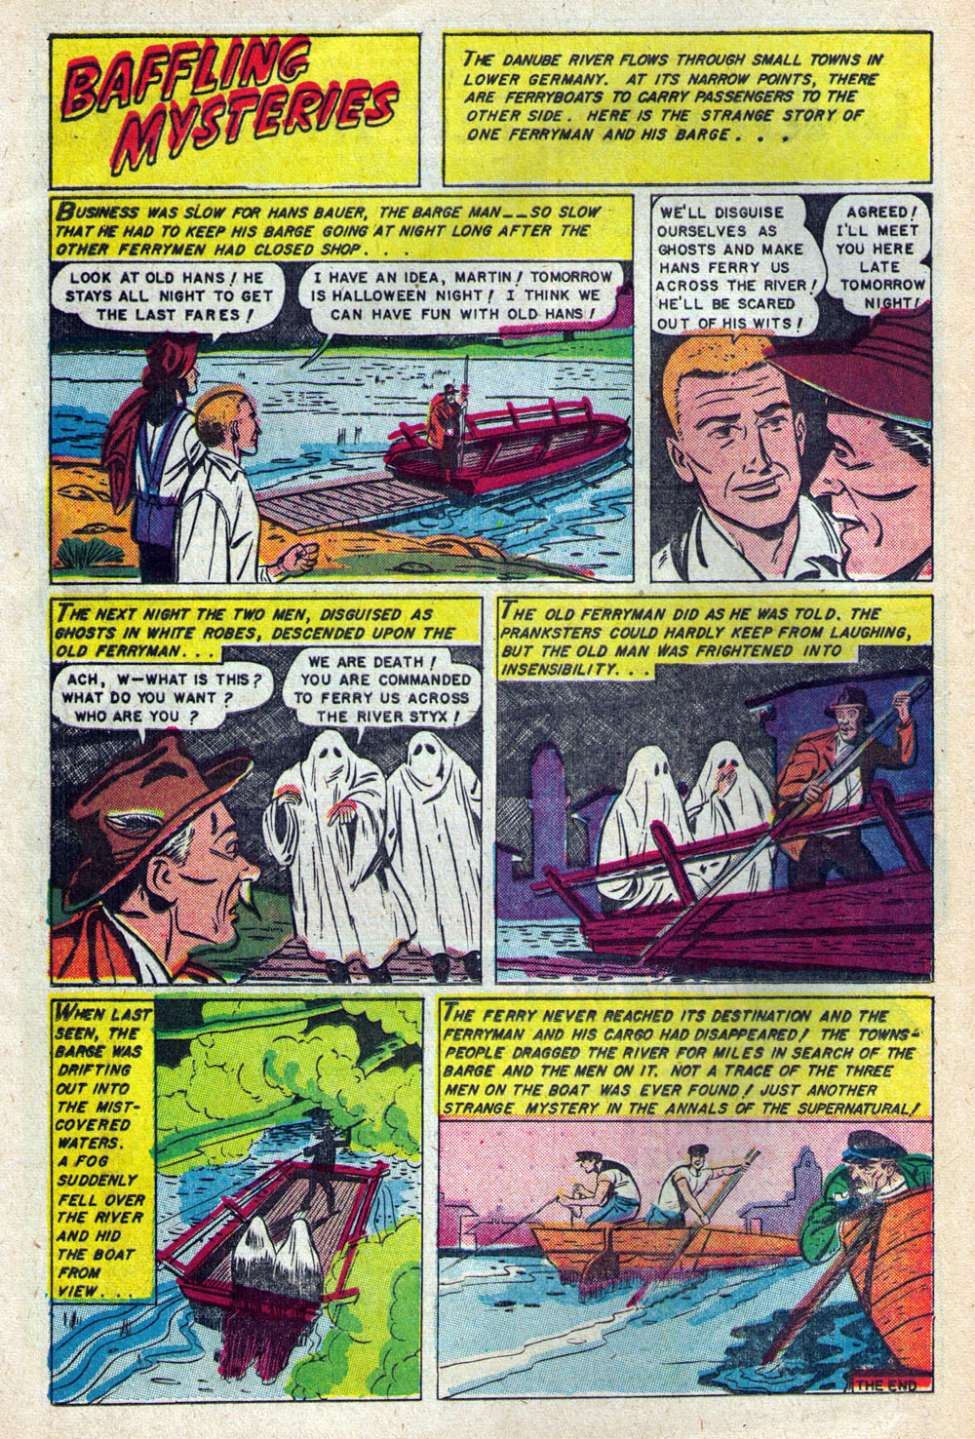 BAFFLING
MYSTERIES
THE DANUBE RIVER FLOWS THROUGH SMALL TOWNS IN
LOWER GERMANY. AT ITS NARROW POINTS, THERE
ARE FERRYBOATS TO CARRY PASSENGERS TO THE
OTHER SIDE. HERE IS THE STRANGE STORY OF
ONE FERRYMAN AND HIS BARGE . . .
BUSINESS WAS SLOW FOR HANS BAUER, THE BARGE MAN__SO SLOW
THAT HE HAD TO KEEP HIS BARGE GOING AT NIGHT LONG AFTER THE
OTHER FERRYMEN HAD CLOSED SHOP. . . .
LOOK AT OLD HANS! HE
STAYS ALL NIGHT TO GET
THE LAST FARES!
I HAVE AN IDEA, MARTIN! TOMORROW
IS HALLOWEEN NIGHT! I THINK WE
CAN HAVE FUN WITH OLD HANS!
WE'LL DISGUISE
OURSELVES AS
GHOSTS AND MAKE
HANS FERRY US
ACROSS THE RIVER!
HE'LL BE SCARED
OUT OF HIS WITS!
AGREED!
I'LL MEET
YOU HERE
LATE
TOMORROW
NIGHT!
THE NEXT NIGHT THE TWO MEN, DISGUISED AS
GHOSTS IN WHITE ROBES, DESCENDED UPON THE
OLD FERRYMAN. . .
ACH, W-WHAT IS THIS?
WHAT DO YOU WANT?
WHO ARE YOU?
WE ARE DEATH!
YOU ARE COMMANDED
TO FERRY US ACROSS
THE RIVER STYX!
THE OLD FERRYMAN DID AS HE WAS TOLD. THE
PRANKSTERS COULD HARDLY KEEP FROM LAUGHING,
BUT THE OLD MAN WAS FRIGHTENED INTO
INSENSIBILITY. . .
WHEN LAST
SEEN, THE
BARGE WAS
DRIFTING
OUT INTO
THE MIST-
COVERED
WATERS.
A FOG
SUDDENLY
FELL OVER
THE RIVER
AND HID
THE BOAT
FROM
VIEW. . .
THE FERRY NEVER REACHED ITS DESTINATION AND THE
FERRYMAN AND HIS CARGO HAD DISAPPEARED! THE TOWNS-
PEOPLE DRAGGED THE RIVER FOR MILES IN SEARCH OF THE
BARGE AND THE MEN ON IT. NOT A TRACE OF THE THREE
MEN ON THE BOAT WAS EVER FOUND! JUST ANOTHER
STRANGE MYSTERY IN THE ANNALS OF THE SUPERNATURAL!
THE END